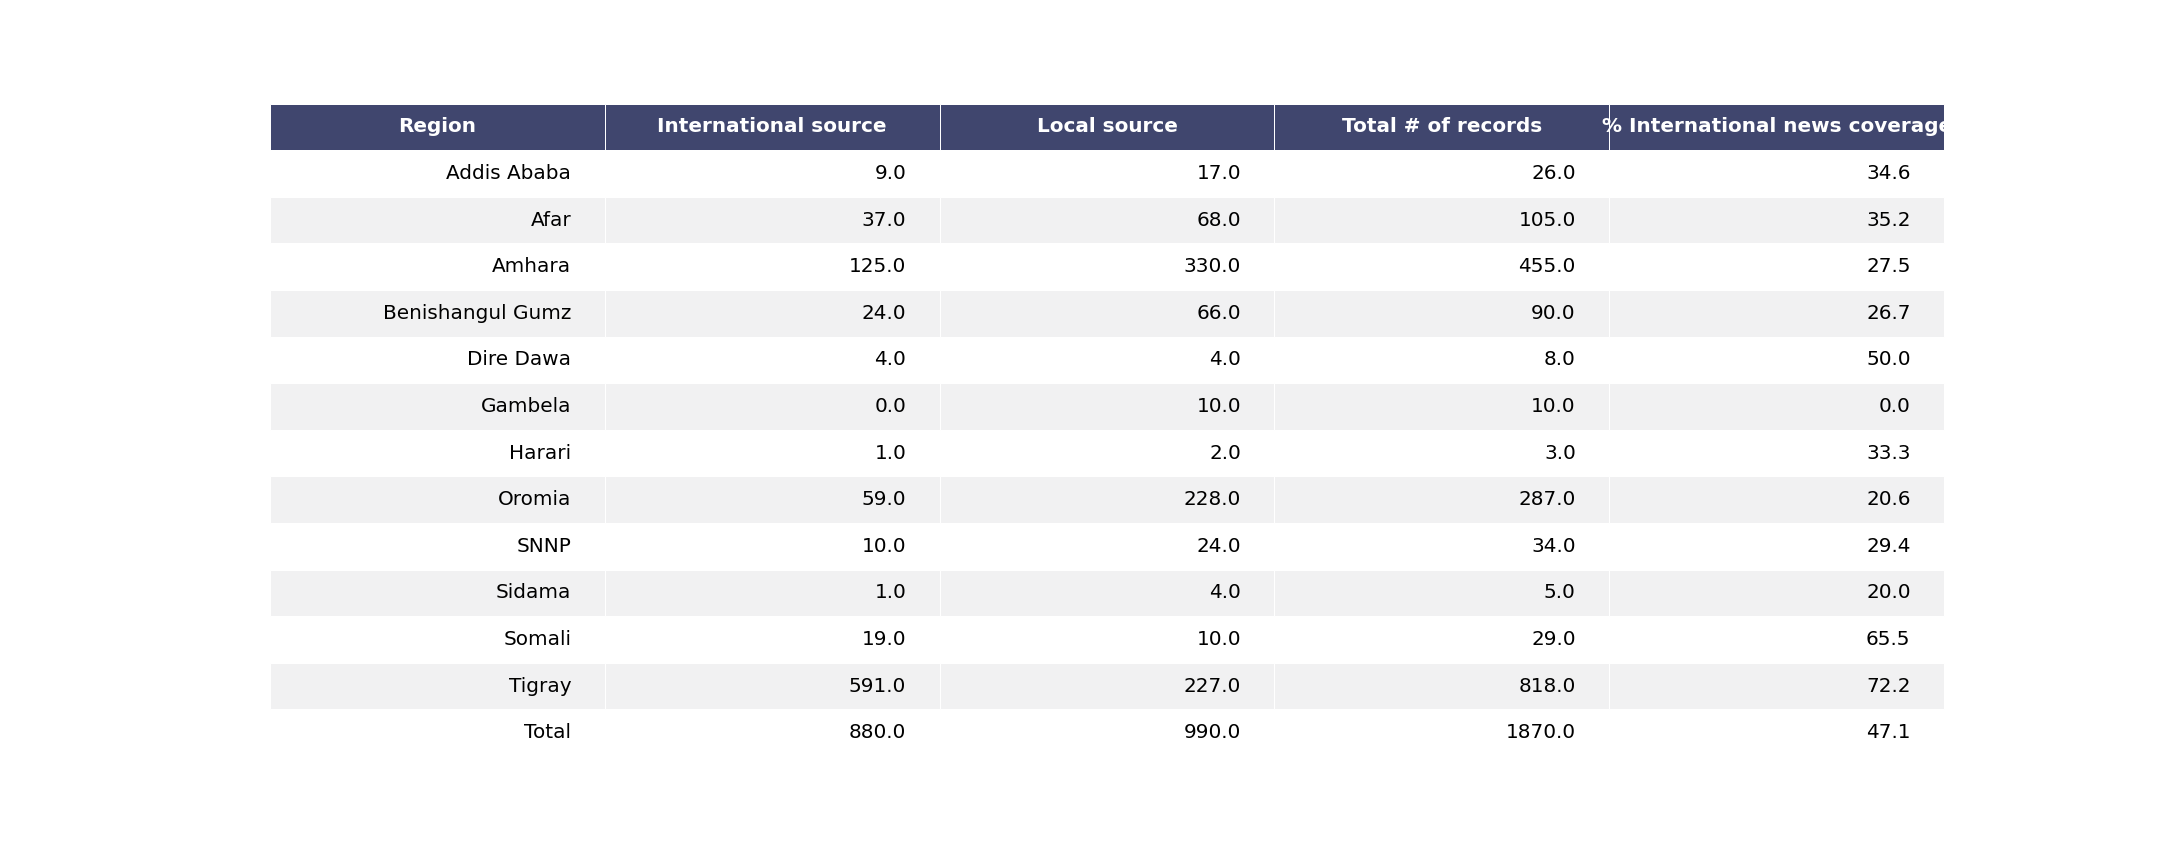 Region International source Local source Total # of records % International news coverage
Addis Ababa 9.0 17.0 26.0 34.6
Afar 37.0 68.0 105.0 35.2
Amhara 125.0 330.0 455.0 27.5
Benishangul Gumz 24.0 66.0 90.0 26.7
Dire Dawa 4.0 4.0 8.0 50.0
Gambela 0.0 10.0 10.0 0.0
Harari 1.0 2.0 3.0 33.3
Oromia 59.0 228.0 287.0 20.6
SNNP 10.0 24.0 34.0 29.4
Sidama 1.0 4.0 5.0 20.0
Somali 19.0 10.0 29.0 65.5
Tigray 591.0 227.0 818.0 72.2
Total 880.0 990.0 1870.0 47.1